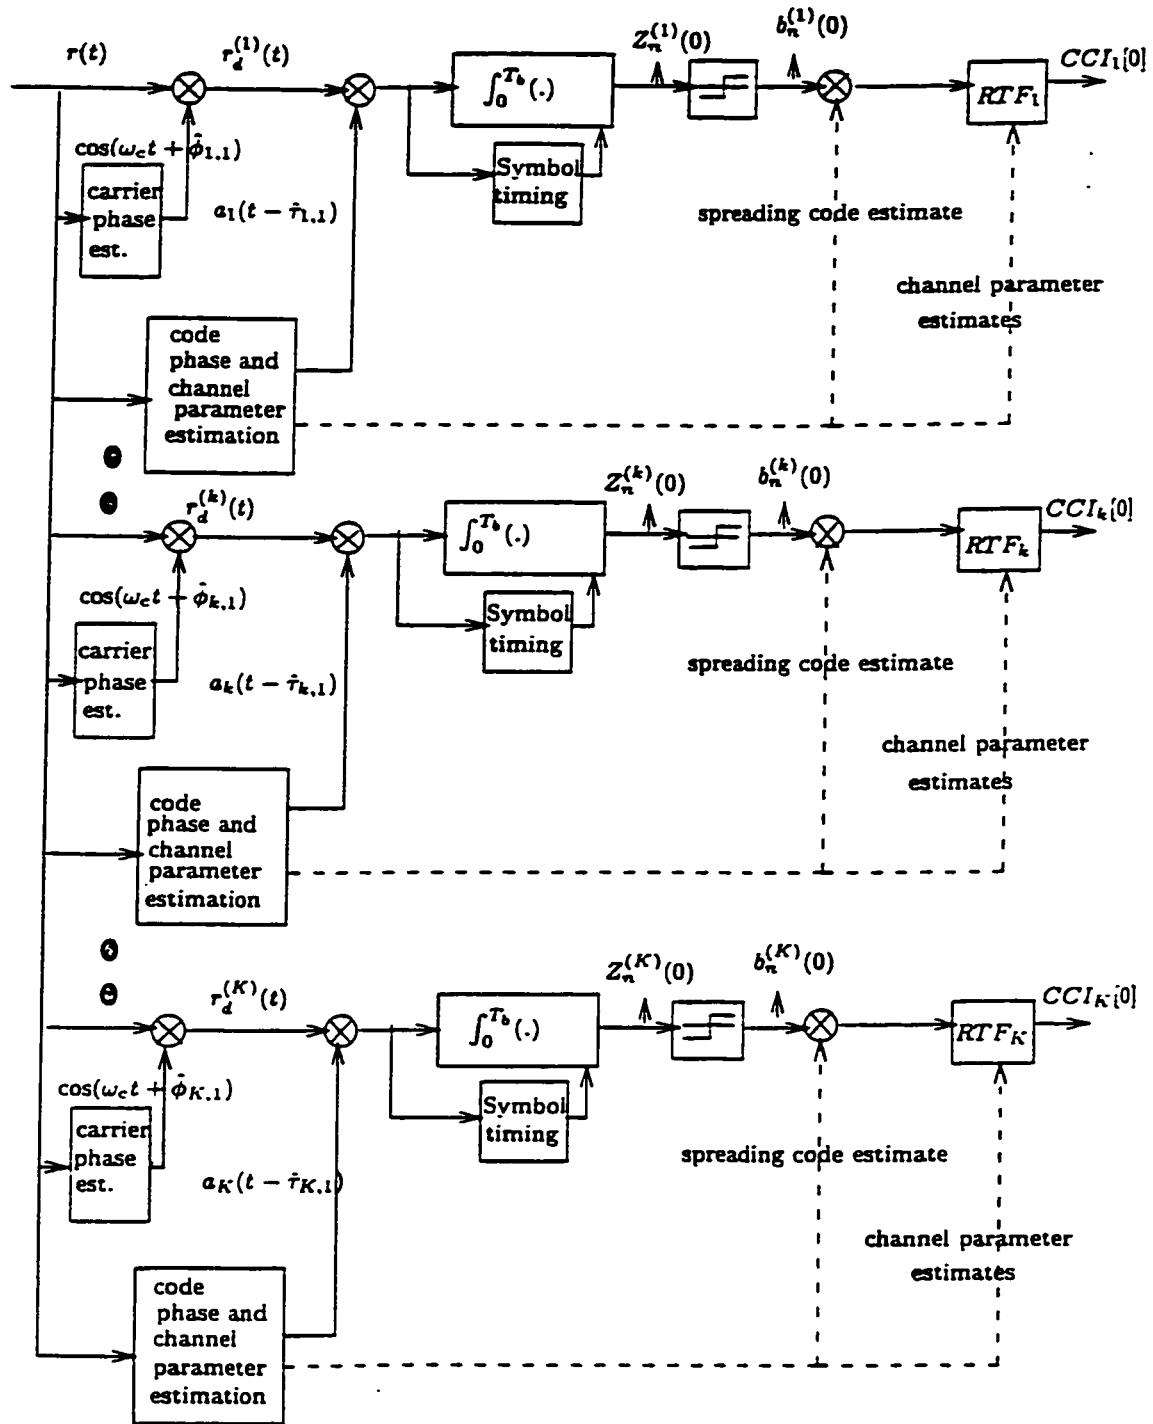 r(t)
r_d^{(1)}(t)
Z_n^{(1)}(0)
b_n^{(1)}(0)
CCI_1[0]
∫_0^{T_b}(.)
RTF_1
cos(ω_c t + φ̂_{1,1})
carrier
phase
est.
a_1(t − τ̂_{1,1})
Symbol
timing
spreading code estimate
channel parameter
estimates
code
phase and
channel
parameter
estimation
r_d^{(k)}(t)
Z_n^{(k)}(0)
b_n^{(k)}(0)
CCI_k[0]
∫_0^{T_b}(.)
RTF_k
cos(ω_c t + φ̂_{k,1})
carrier
phase
est.
a_k(t − τ̂_{k,1})
Symbol
timing
spreading code estimate
channel parameter
estimates
code
phase and
channel
parameter
estimation
r_d^{(K)}(t)
Z_n^{(K)}(0)
b_n^{(K)}(0)
CCI_K[0]
∫_0^{T_b}(.)
RTF_K
cos(ω_c t + φ̂_{K,1})
carrier
phase
est.
a_K(t − τ̂_{K,1})
Symbol
timing
spreading code estimate
channel parameter
estimates
code
phase and
channel
parameter
estimation